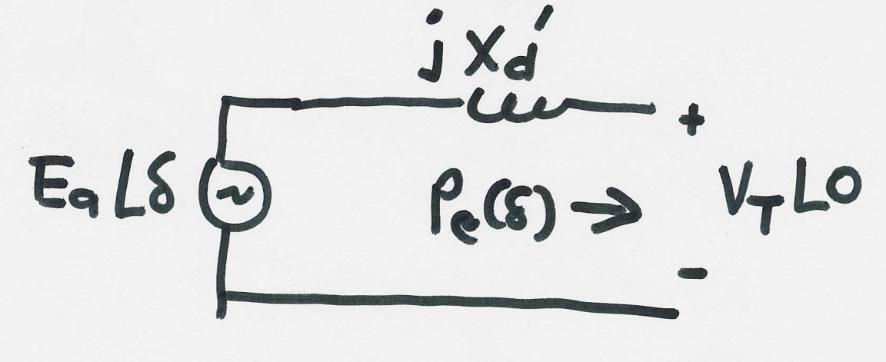 jXd'
+
Ea∠δ ~ Pe(δ) → VT∠0
-